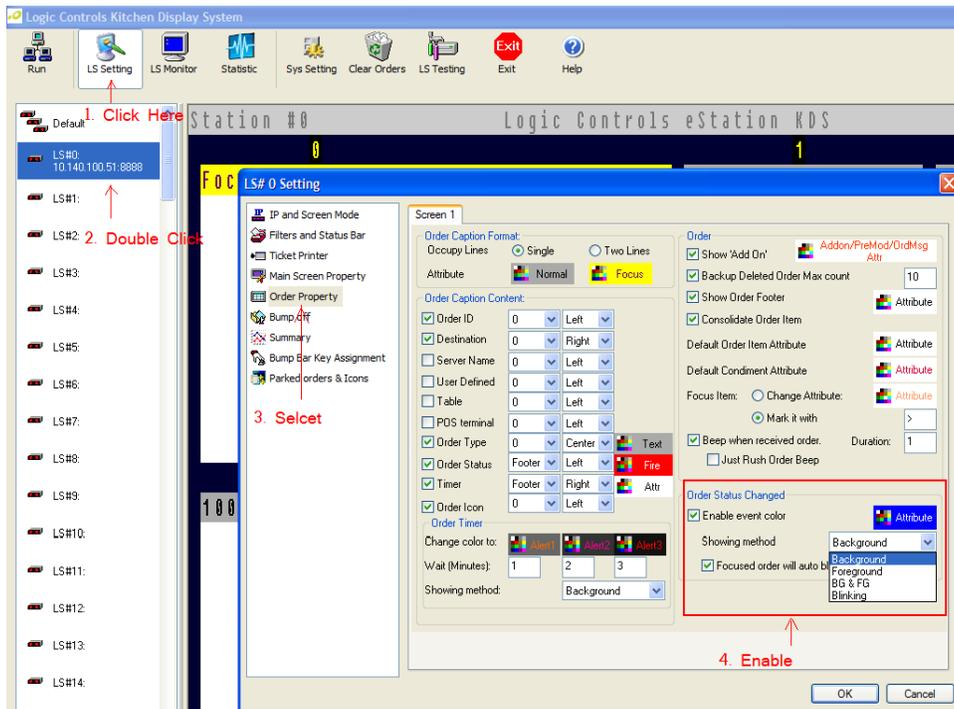 Logic Controls Kitchen Display System
Run
LS Setting
LS Monitor
Statistic
Sys Setting
Clear Orders
LS Testing
Exit
Exit
Help
1. Click Here
Default
LS#0:
10.140.100.51:8888
LS#1:
2. Double Click
LS#2:
LS#3:
LS#4:
LS#5:
LS#6:
LS#7:
LS#8:
LS#9:
LS#10:
LS#11:
LS#12:
LS#13:
LS#14:
Station #0 Logic Controls eStation KDS
0 1
Foc
100
LS# 0 Setting
IP and Screen Mode
Filters and Status Bar
Ticket Printer
Main Screen Property
Order Property
Bump/off
Summary
Bump Bar Key Assignment
Parked orders & Icons
3. Selcet
Screen 1
Order Caption Format:
Occupy Lines Single Two Lines
Attribute Normal Focus
Order Caption Content:
Order ID 0 Left
Destination 0 Right
Server Name 0 Left
User Defined 0 Left
Table 0 Left
POS terminal 0 Left
Order Type 0 Center Text
Order Status Footer Left Fire
Timer Footer Right Attr
Order Icon 0 Left
Order Timer
Change color to: Alert1 Alert2 Alert3
Wait (Minutes): 1 2 3
Showing method: Background
Order
Show 'Add On' Addon/PreMod/OrdMsg
Attr
Backup Deleted Order Max count 10
Show Order Footer Attribute
Consolidate Order Item
Default Order Item Attribute Attribute
Default Condiment Attribute Attribute
Focus Item: Change Attribute: Attribute
Mark it with >
Beep when received order. Duration: 1
Just Rush Order Beep
Order Status Changed
Enable event color Attribute
Showing method Background
Background
Foreground
BG & FG
Blinking
Focused order will auto
4. Enable
OK Cancel